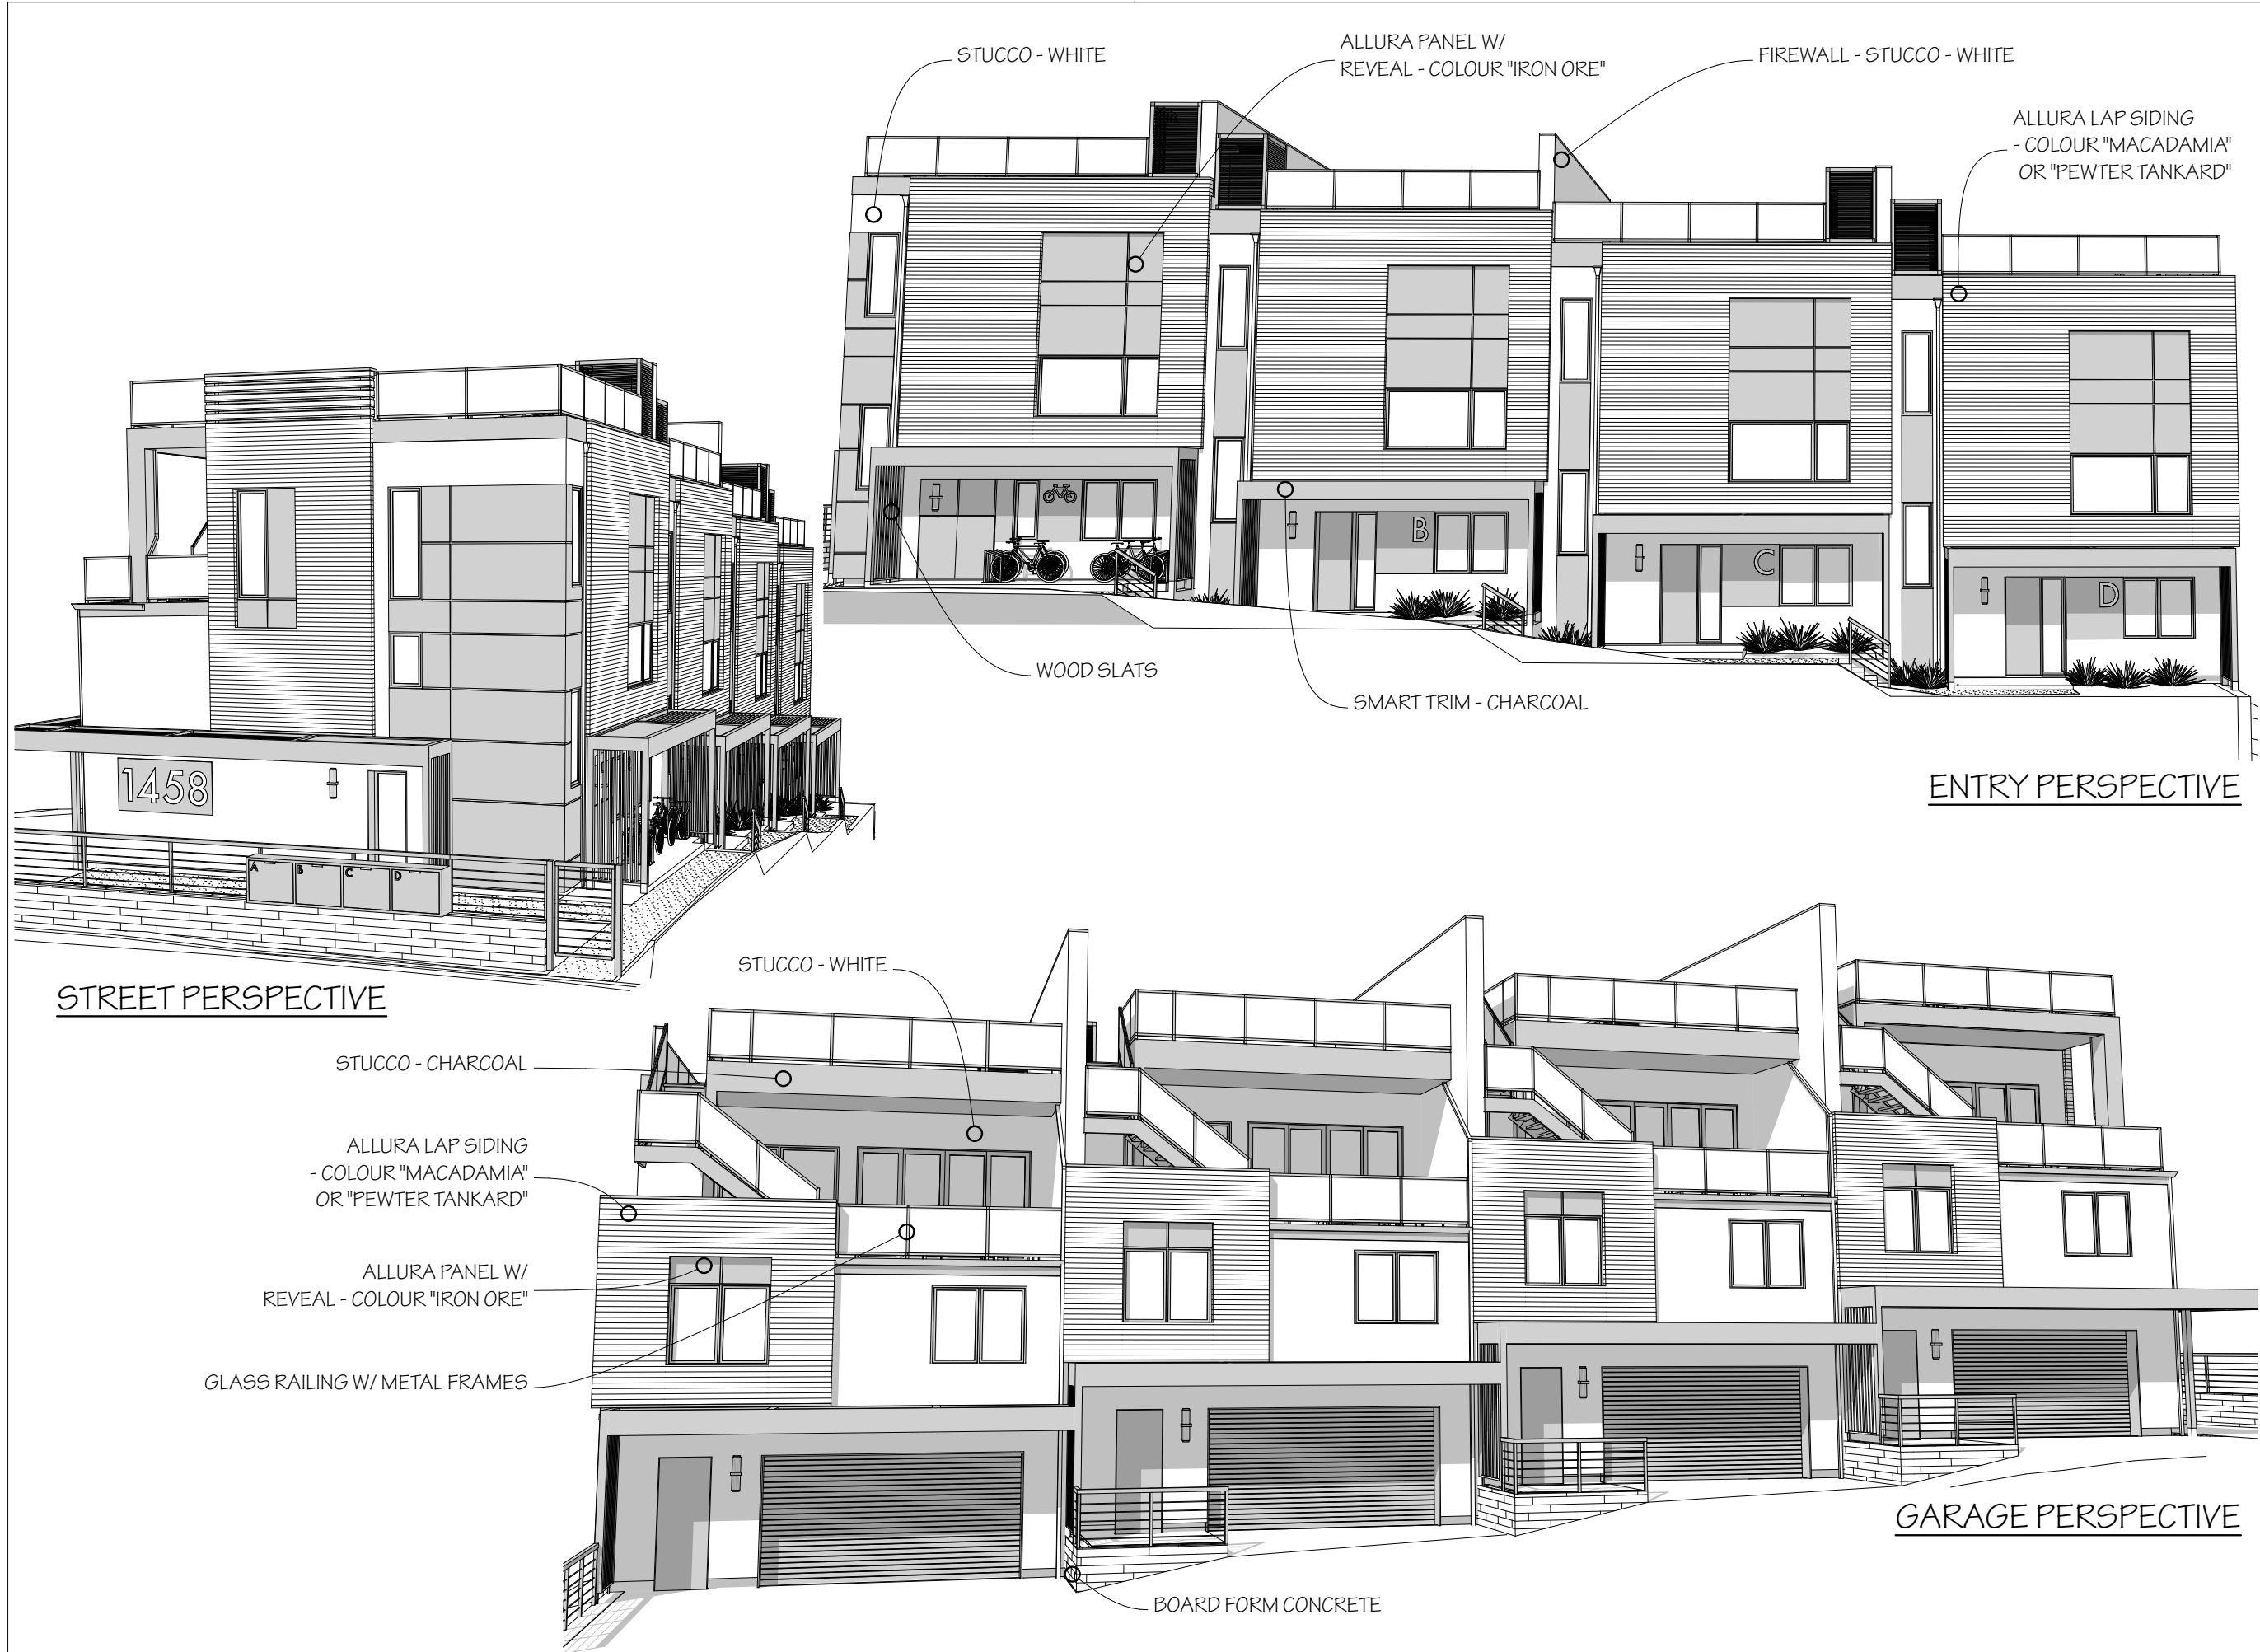 STUCCO - WHITE
ALLURA PANEL W/
REVEAL - COLOUR "IRON ORE"
FIREWALL - STUCCO - WHITE
ALLURA LAP SIDING
- COLOUR "MACADAMIA"
OR "PEWTER TANKARD"
B
C
D
WOOD SLATS
SMART TRIM - CHARCOAL
ENTRY PERSPECTIVE
1458
A
B
C
D
STREET PERSPECTIVE
STUCCO - WHITE
STUCCO - CHARCOAL
ALLURA LAP SIDING
- COLOUR "MACADAMIA"
OR "PEWTER TANKARD"
ALLURA PANEL W/
REVEAL - COLOUR "IRON ORE"
GLASS RAILING W/ METAL FRAMES
GARAGE PERSPECTIVE
BOARD FORM CONCRETE